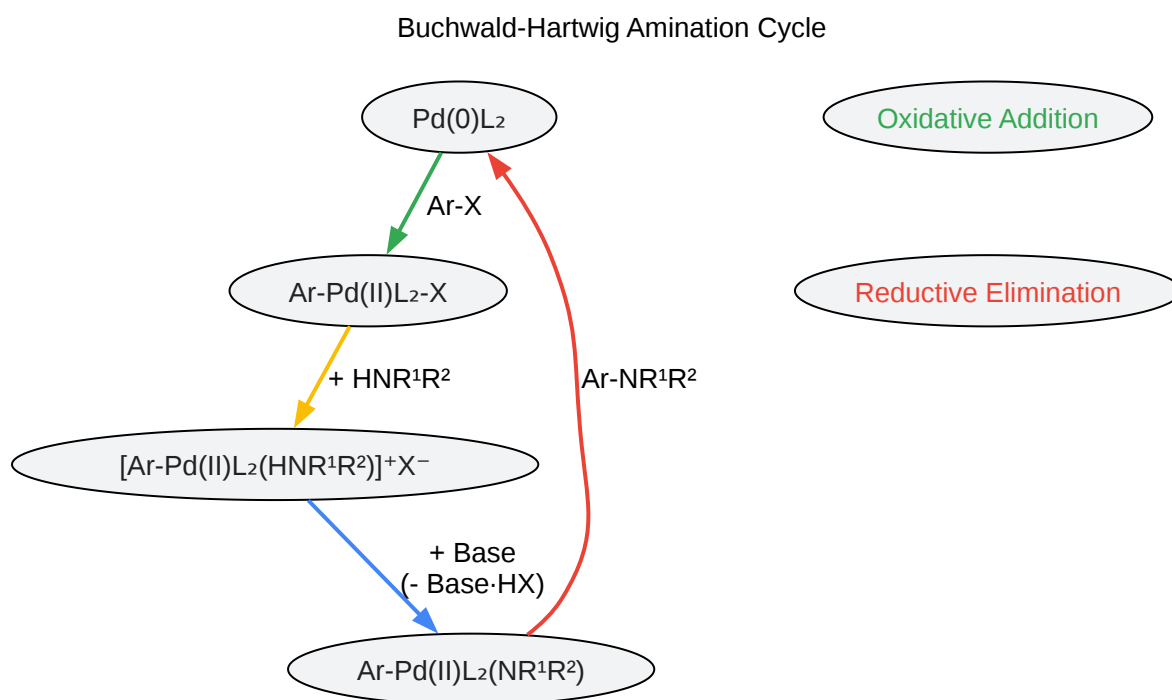 Buchwald-Hartwig Amination Cycle
Pd(0)L₂
Oxidative Addition
Ar-X
Ar-Pd(II)L₂-X
Reductive Elimination
+ HNR¹R²
Ar-NR¹R²
[Ar-Pd(II)L₂(HNR¹R²)]⁺X⁻
+ Base
(- Base·HX)
Ar-Pd(II)L₂(NR¹R²)